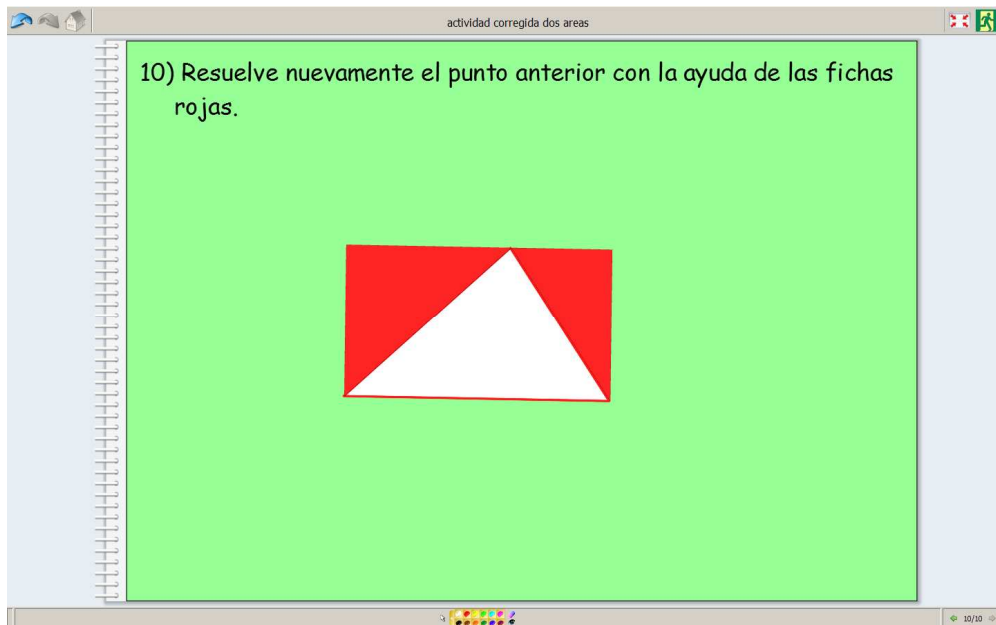 actividad corregida dos areas
10) Resuelve nuevamente el punto anterior con la ayuda de las fichas
rojas.
10/10